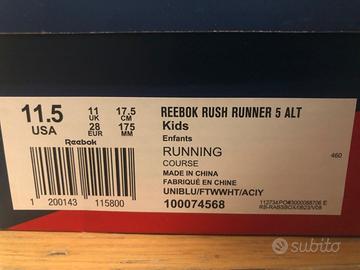 11.5
USA
11
UK
17.5
CM
28
EUR
175
MM
REEBOK RUSH RUNNER 5 ALT
Kids
Enfants
Reebok
RUNNING
COURSE
460
MADE IN CHINA
FABRIQUÉ EN CHINE
UNIBLU/FTWWHT/ACIY
1 200143 115800
100074568
subito